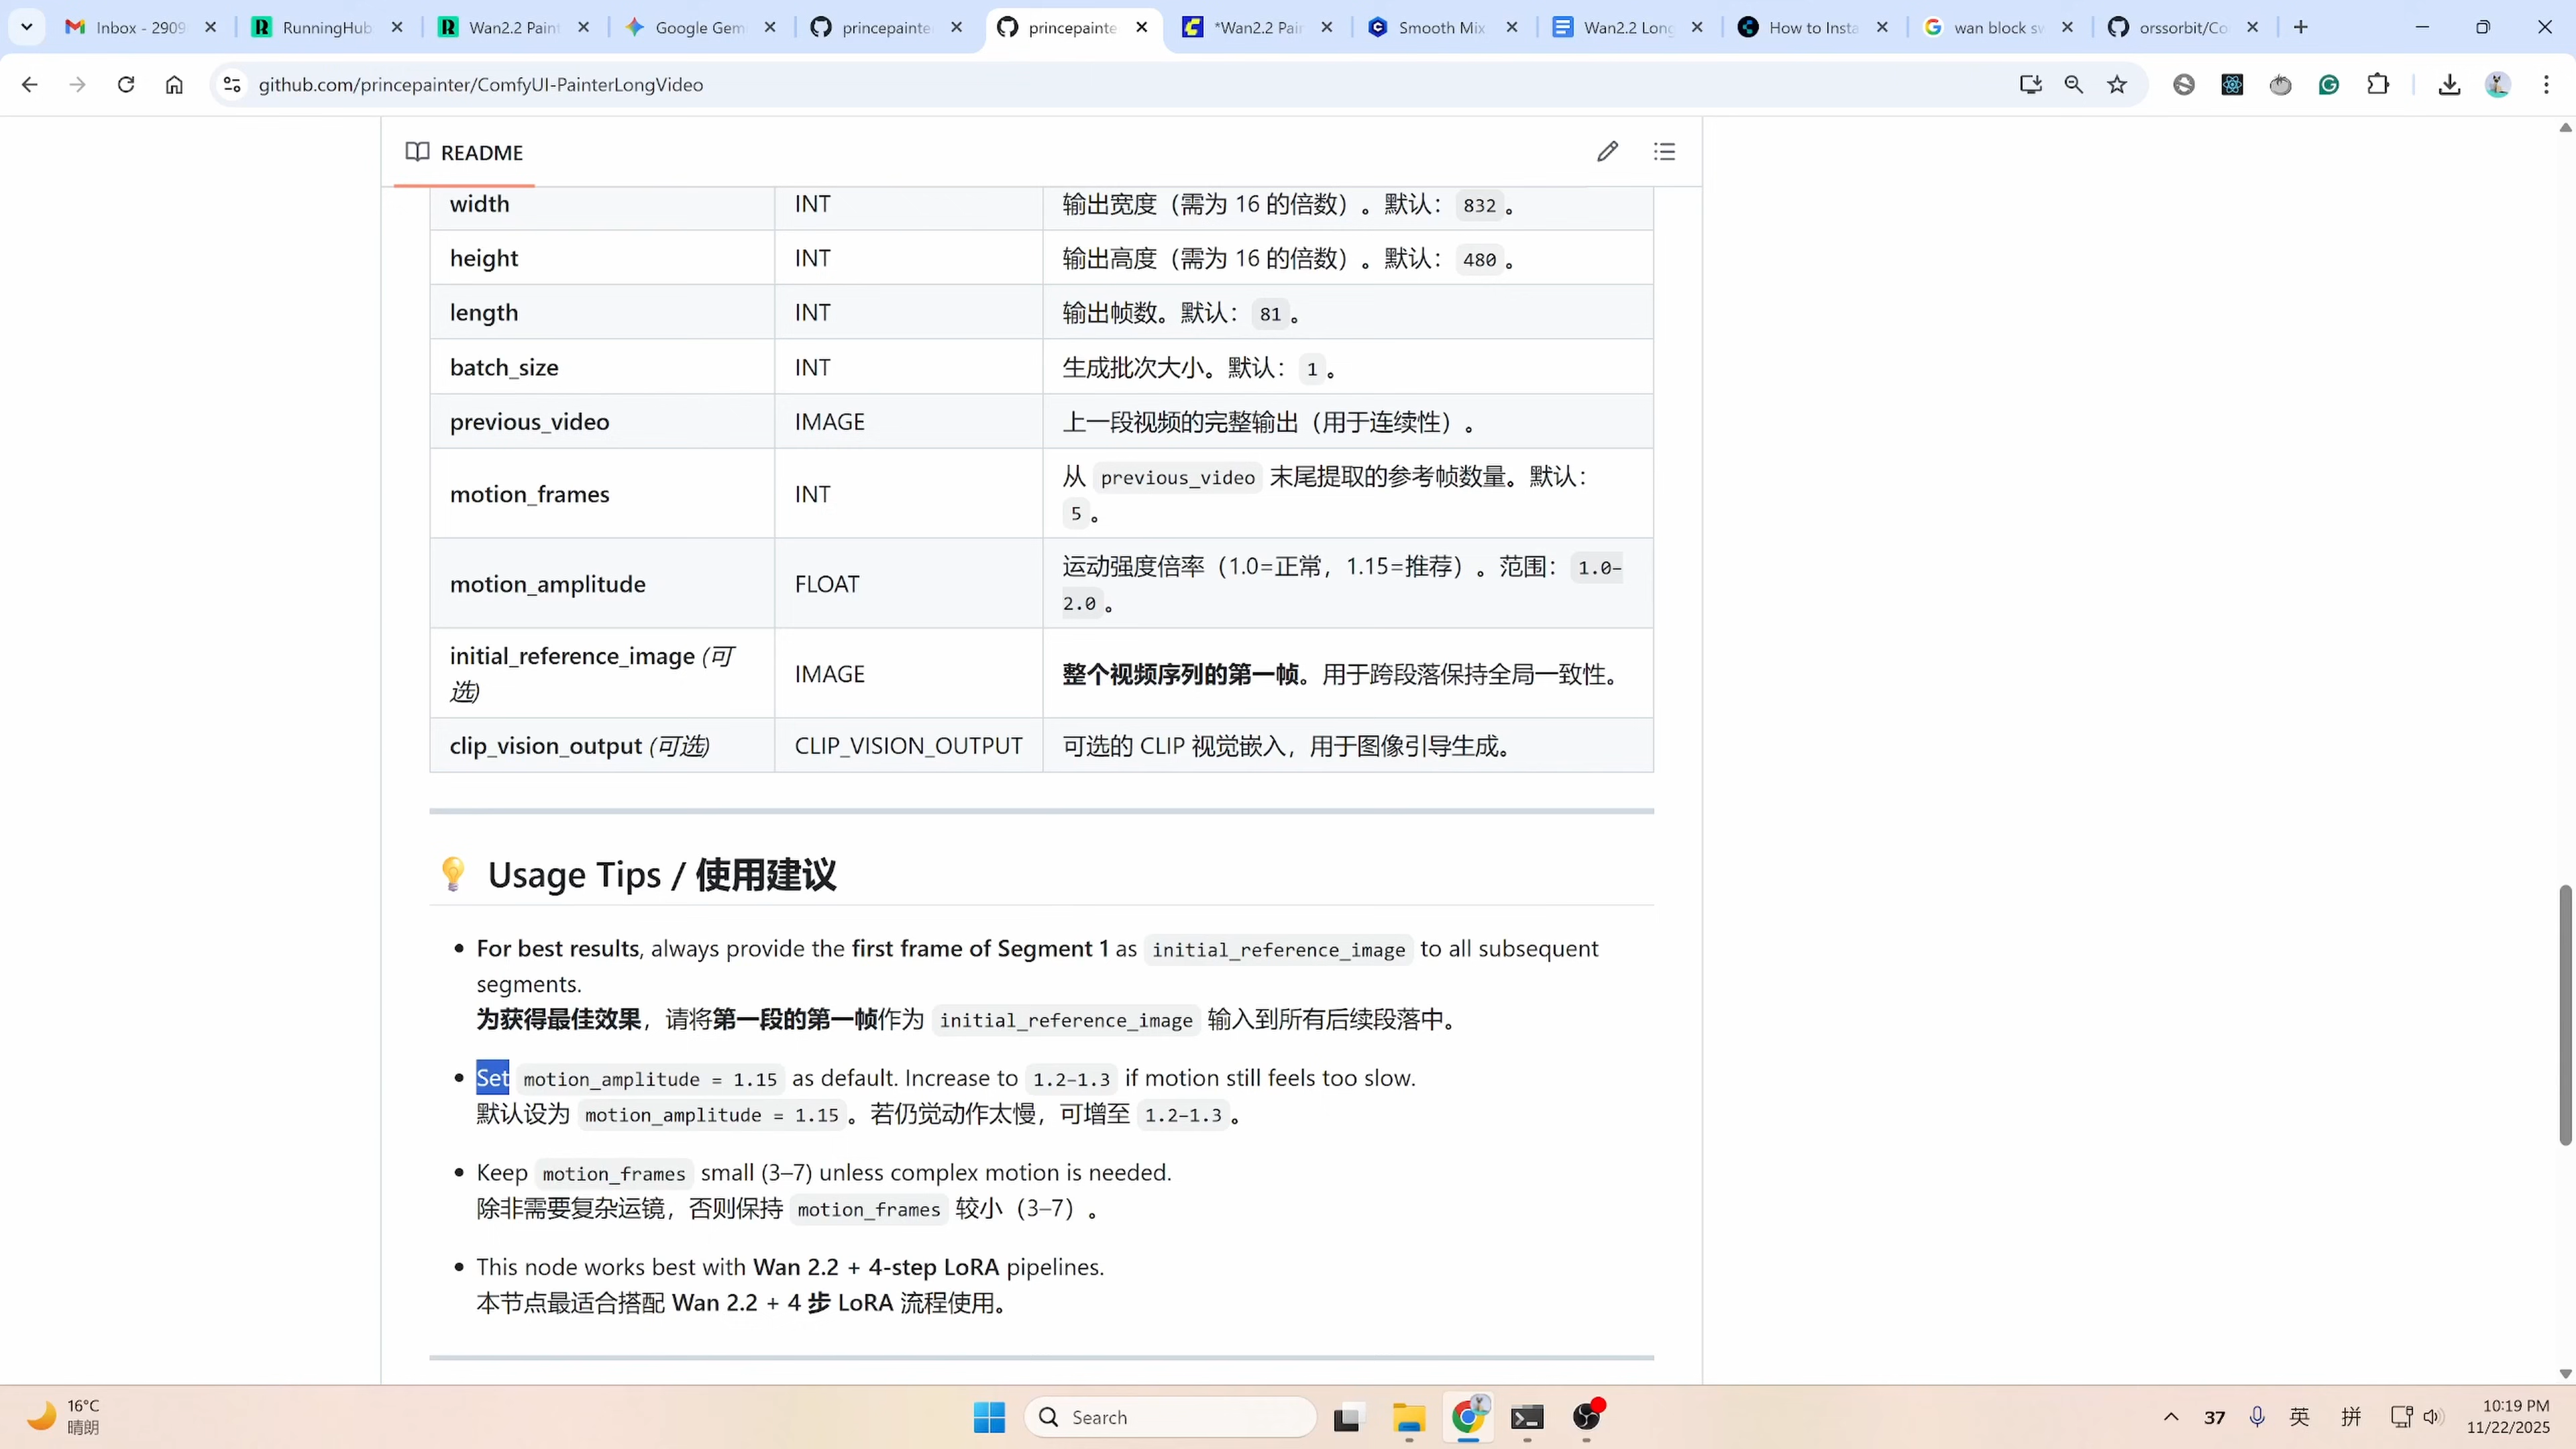 Inbox - 2909
RunningHub
Wan2.2 Paint
Google Gem
princepainte
princepainte
*Wan2.2 Pai
Smooth Mix
Wan2.2 Long
How to Insta
wan block sw
orssorbit/Co
github.com/princepainter/ComfyUI-PainterLongVideo
README
width INT 输出宽度（需为 16 的倍数）。默认： 832 。
height INT 输出高度（需为 16 的倍数）。默认： 480 。
length INT 输出帧数。默认： 81 。
batch_size INT 生成批次大小。默认： 1 。
previous_video IMAGE 上一段视频的完整输出（用于连续性）。
motion_frames INT 从 previous_video 末尾提取的参考帧数量。默认：
5 。
motion_amplitude FLOAT 运动强度倍率（1.0=正常，1.15=推荐）。范围： 1.0–
2.0 。
initial_reference_image (可
选) IMAGE 整个视频序列的第一帧。用于跨段落保持全局一致性。
clip_vision_output (可选) CLIP_VISION_OUTPUT 可选的 CLIP 视觉嵌入，用于图像引导生成。
💡 Usage Tips / 使用建议
• For best results, always provide the first frame of Segment 1 as initial_reference_image to all subsequent
segments.
为获得最佳效果，请将第一段的第一帧作为 initial_reference_image 输入到所有后续段落中。
• Set motion_amplitude = 1.15 as default. Increase to 1.2–1.3 if motion still feels too slow.
默认设为 motion_amplitude = 1.15 。若仍觉动作太慢，可增至 1.2–1.3 。
• Keep motion_frames small (3–7) unless complex motion is needed.
除非需要复杂运镜，否则保持 motion_frames 较小（3–7）。
• This node works best with Wan 2.2 + 4-step LoRA pipelines.
本节点最适合搭配 Wan 2.2 + 4 步 LoRA 流程使用。
16°C
晴朗
Search
37
英
拼
10:19 PM
11/22/2025